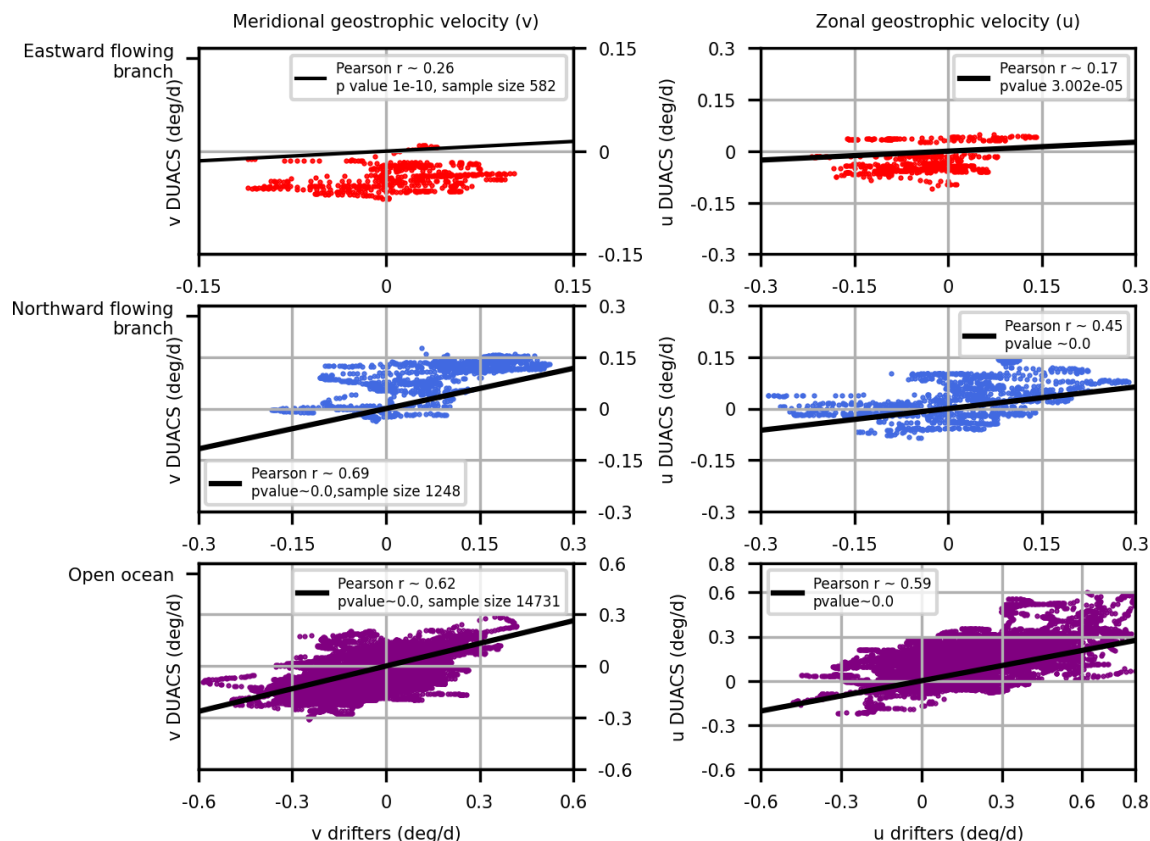 Meridional geostrophic velocity (v)
Zonal geostrophic velocity (u)
Eastward flowing
branch
v DUACS (deg/d)
Pearson r ~ 0.26
p value 1e-10, sample size 582
0.15
0
-0.15
-0.15
0
0.15
u DUACS (deg/d)
0.3
0.15
0
-0.15
-0.3
Pearson r ~ 0.17
pvalue 3.002e-05
-0.3
-0.15
0
0.15
0.3
Northward flowing
branch
v DUACS (deg/d)
Pearson r ~ 0.69
pvalue~0.0,sample size 1248
0.3
0.15
0
-0.15
-0.3
-0.3
-0.15
0
0.15
0.3
u DUACS (deg/d)
0.3
0.15
0
-0.15
-0.3
Pearson r ~ 0.45
pvalue ~0.0
-0.3
-0.15
0
0.15
0.3
Open ocean
v DUACS (deg/d)
Pearson r ~ 0.62
pvalue~0.0, sample size 14731
0.6
0.3
0
-0.3
-0.6
-0.6
-0.3
0
0.3
0.6
v drifters (deg/d)
u DUACS (deg/d)
0.8
0.6
0.3
0
-0.3
-0.6
Pearson r ~ 0.59
pvalue~0.0
-0.6
-0.3
0
0.3
0.6
0.8
u drifters (deg/d)